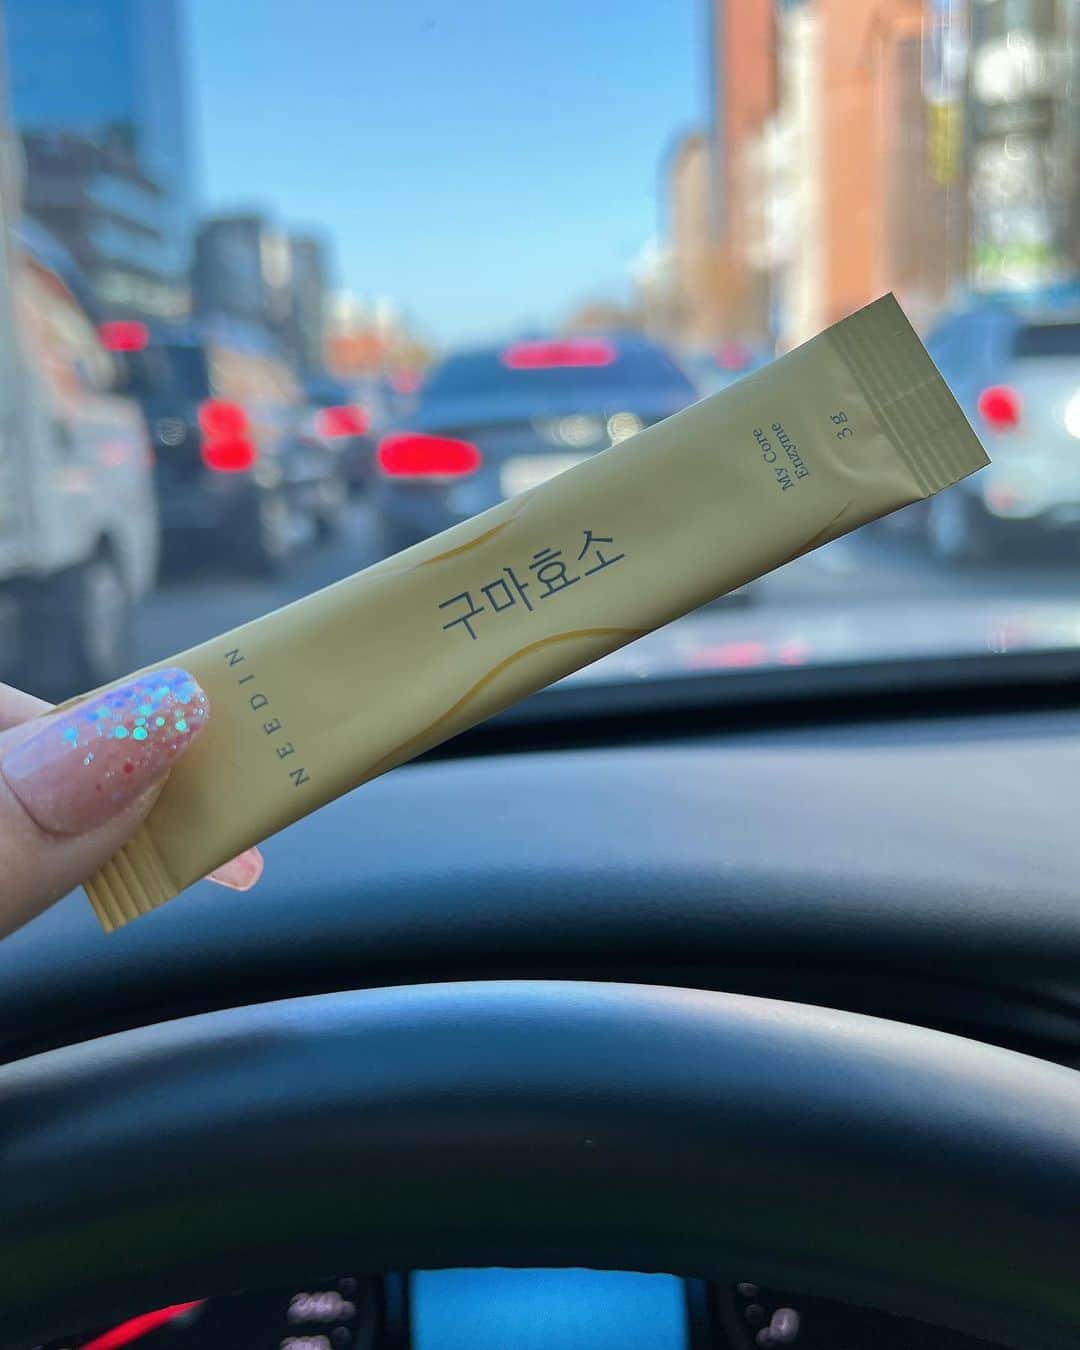 NEEDIN
구마효소
My Core
Enzyme
3g